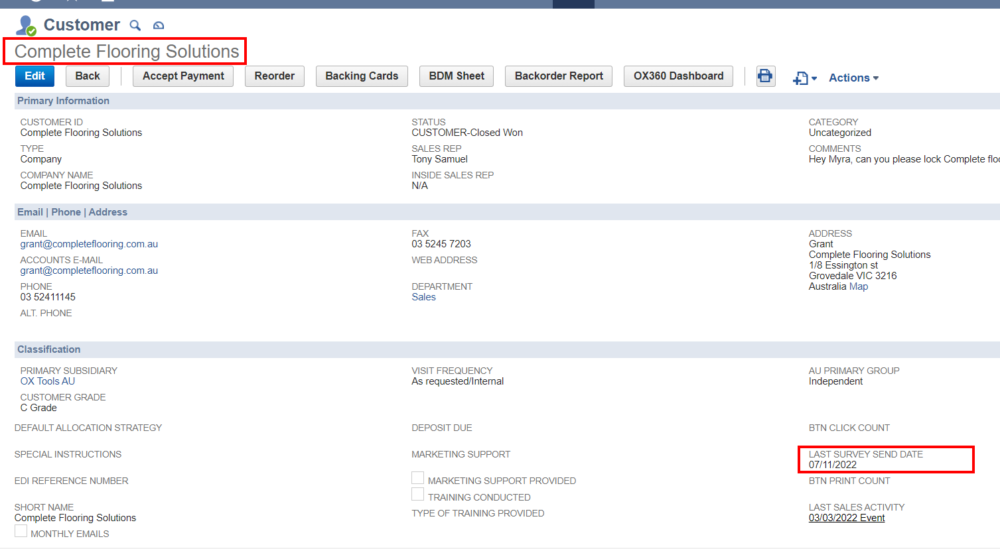 Customer
Complete Flooring Solutions
Edit
Back
Accept Payment
Reorder
Backing Cards
BDM Sheet
Backorder Report
OX360 Dashboard
Actions
Primary Information
CUSTOMER ID
Complete Flooring Solutions
TYPE
Company
COMPANY NAME
Complete Flooring Solutions
STATUS
CUSTOMER-Closed Won
SALES REP
Tony Samuel
INSIDE SALES REP
N/A
CATEGORY
Uncategorized
COMMENTS
Hey Myra, can you please lock Complete
Email | Phone | Address
EMAIL
grant@completeflooring.com.au
ACCOUNTS E-MAIL
grant@completeflooring.com.au
PHONE
03 52411145
ALT. PHONE
FAX
03 5245 7203
WEB ADDRESS
DEPARTMENT
Sales
ADDRESS
Grant
Complete Flooring Solutions
1/8 Essington st
Grovedale VIC 3216
Australia Map
Classification
PRIMARY SUBSIDIARY
OX Tools AU
CUSTOMER GRADE
C Grade
VISIT FREQUENCY
As requested/Internal
AU PRIMARY GROUP
Independent
DEFAULT ALLOCATION STRATEGY
SPECIAL INSTRUCTIONS
EDI REFERENCE NUMBER
SHORT NAME
Complete Flooring Solutions
MONTHLY EMAILS
DEPOSIT DUE
MARKETING SUPPORT
MARKETING SUPPORT PROVIDED
TRAINING CONDUCTED
TYPE OF TRAINING PROVIDED
BTN CLICK COUNT
LAST SURVEY SEND DATE
07/11/2022
BTN PRINT COUNT
LAST SALES ACTIVITY
03/03/2022 Event